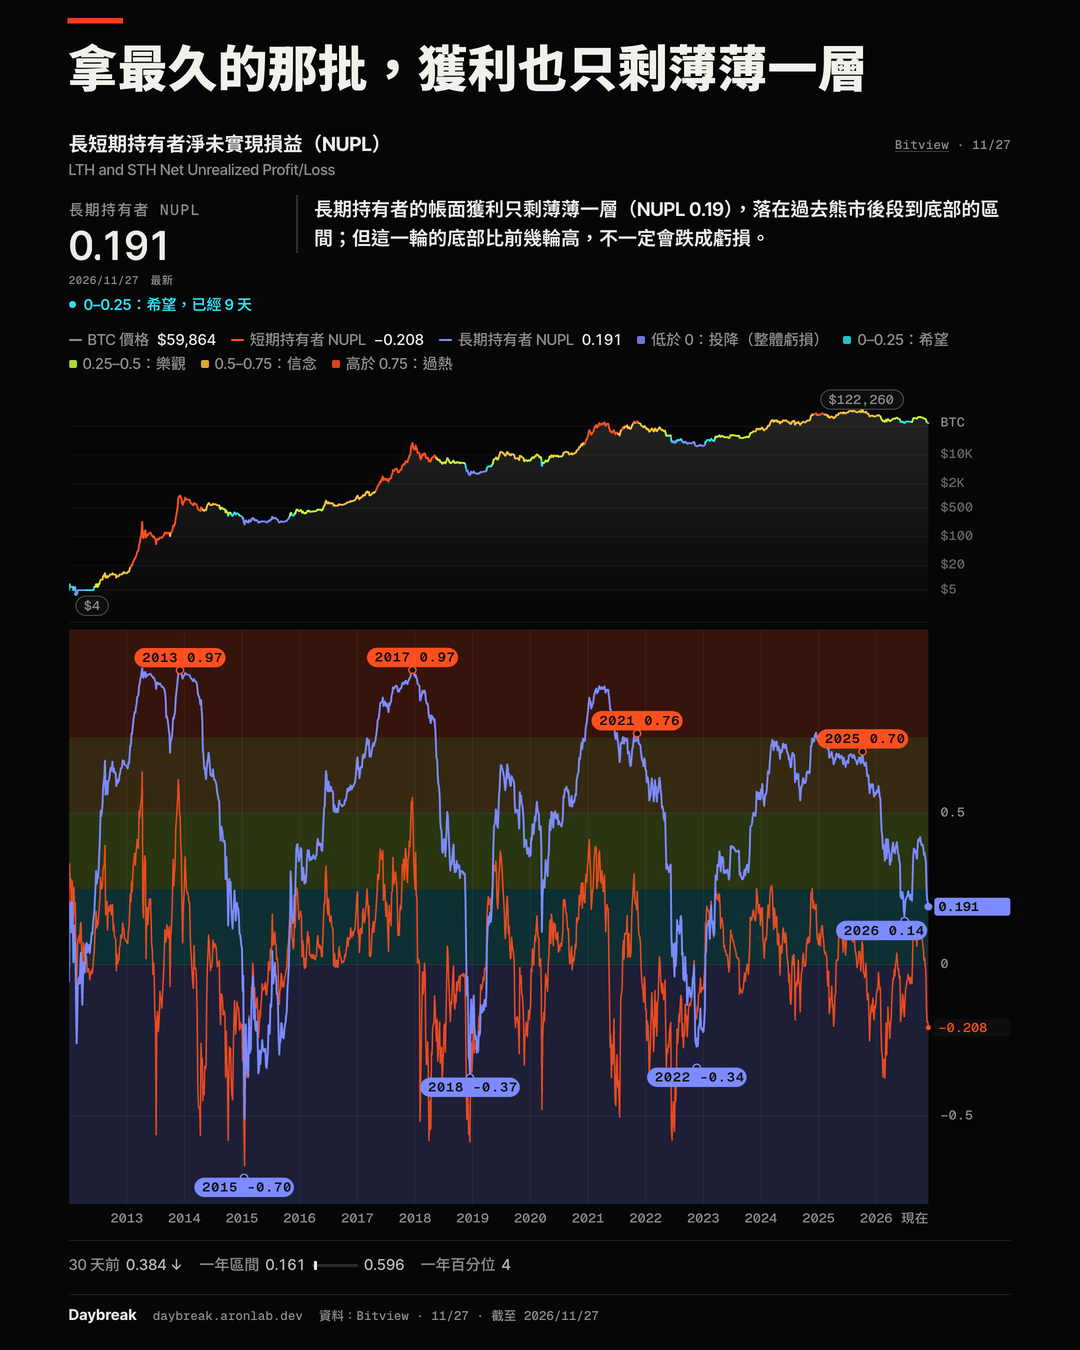 拿最久的那批，獲利也只剩薄薄一層
長短期持有者淨未實現損益（NUPL）
Bitview · 11/27
LTH and STH Net Unrealized Profit/Loss
長期持有者 NUPL
0.191
2026/11/27 最新
0–0.25：希望，已經 9 天
長期持有者的帳面獲利只剩薄薄一層（NUPL 0.19），落在過去熊市後段到底部的區
間；但這一輪的底部比前幾輪高，不一定會跌成虧損。
BTC 價格 $59,864 短期持有者 NUPL −0.208 長期持有者 NUPL 0.191 低於 0：投降（整體虧損） 0–0.25：希望
0.25–0.5：樂觀 0.5–0.75：信念 高於 0.75：過熱
$122,260
BTC
$10K
$2K
$500
$100
$20
$5
$4
2013 0.97
2017 0.97
2021 0.76
2025 0.70
0.5
0.191
2026 0.14
0
−0.208
2018 −0.37
2022 −0.34
−0.5
2015 −0.70
2013 2014 2015 2016 2017 2018 2019 2020 2021 2022 2023 2024 2025 2026 現在
30 天前 0.384 ↓ 一年區間 0.161 0.596 一年百分位 4
Daybreak daybreak.aronlab.dev 資料：Bitview · 11/27 · 截至 2026/11/27